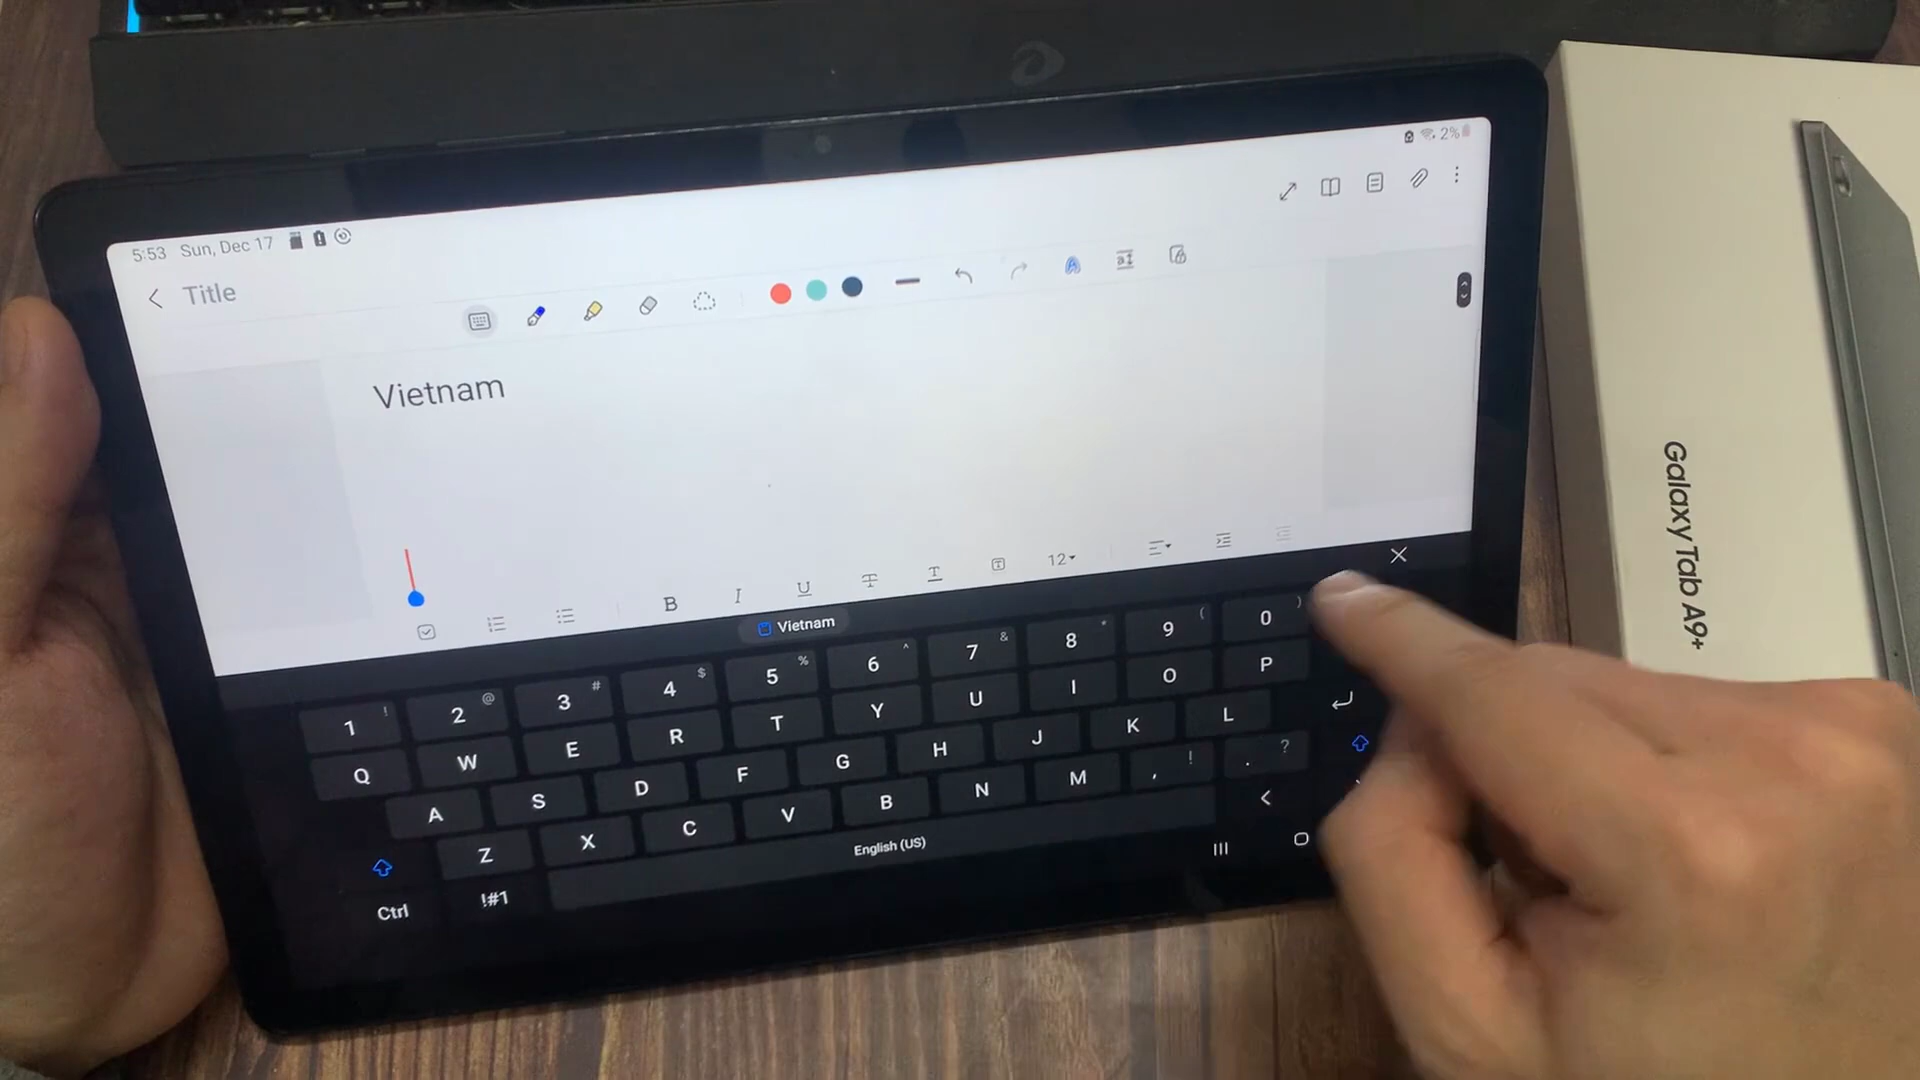 5:53 Sun, Dec 17
2%
Title
Vietnam
B I U T T T 12
Vietnam
1 ! 2 @ 3 # 4 $ 5 % 6 ^ 7 & 8 * 9 ( 0 )
Q W E R T Y U I O P
A S D F G H J K L
Z X C V B N M , ! . ?
Ctrl !#1 English (US)
Galaxy Tab A9+